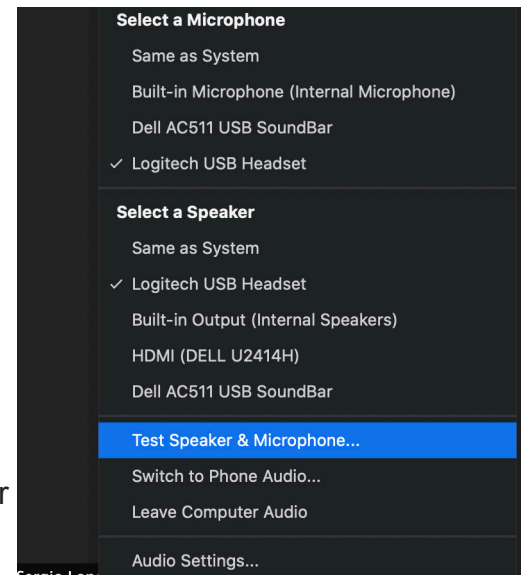 Select a Microphone
Same as System
Built-in Microphone (Internal Microphone)
Dell AC511 USB SoundBar
✓ Logitech USB Headset
Select a Speaker
Same as System
✓ Logitech USB Headset
Built-in Output (Internal Speakers)
HDMI (DELL U2414H)
Dell AC511 USB SoundBar
Test Speaker & Microphone...
Switch to Phone Audio...
r
Leave Computer Audio
Audio Settings...